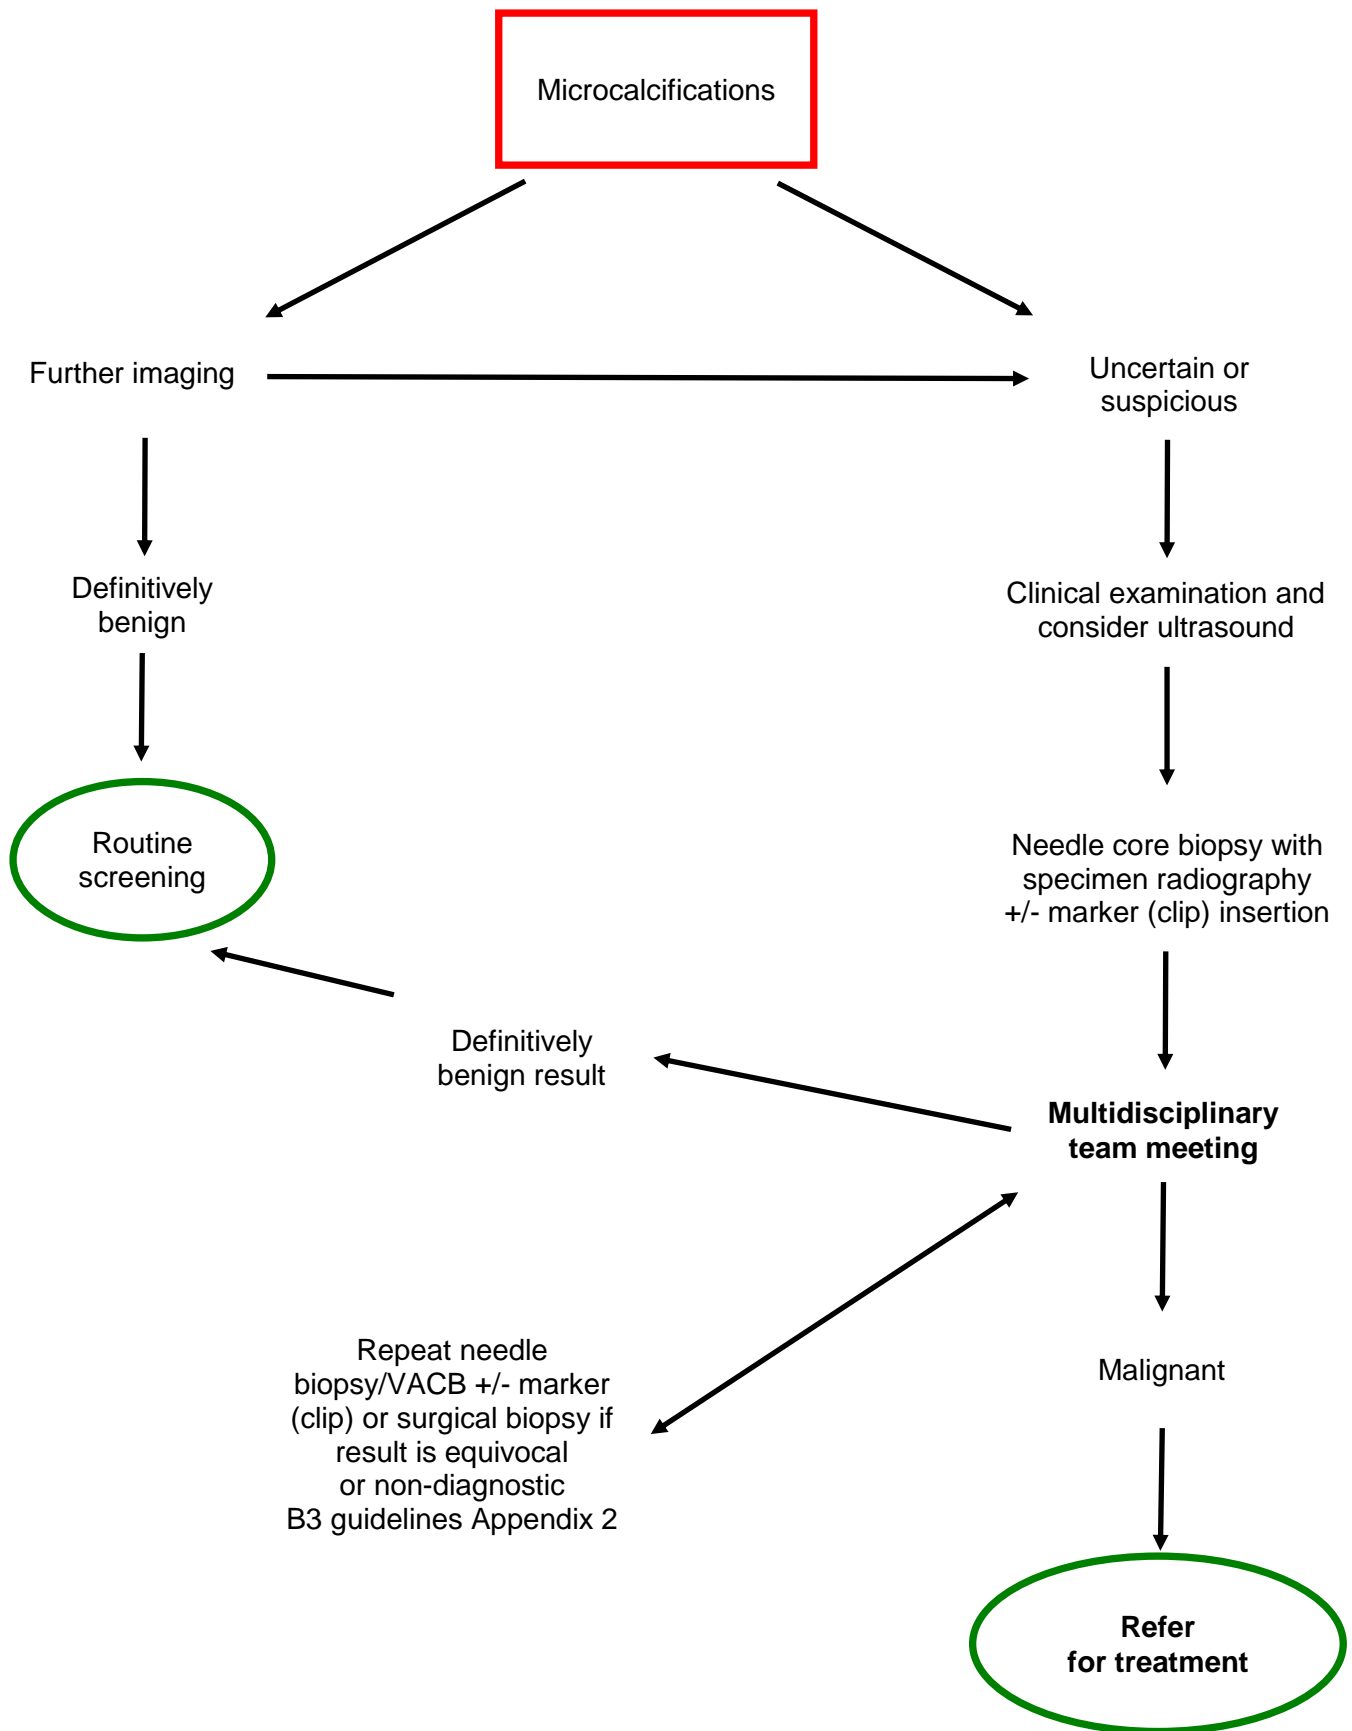 Microcalcifications
Further imaging
Uncertain or
suspicious
Definitively
benign
Clinical examination and
consider ultrasound
Routine
screening
Needle core biopsy with
specimen radiography
+/- marker (clip) insertion
Definitively
benign result
Multidisciplinary
team meeting
Repeat needle
biopsy/VACB +/- marker
(clip) or surgical biopsy if
result is equivocal
or non-diagnostic
B3 guidelines Appendix 2
Malignant
Refer
for treatment